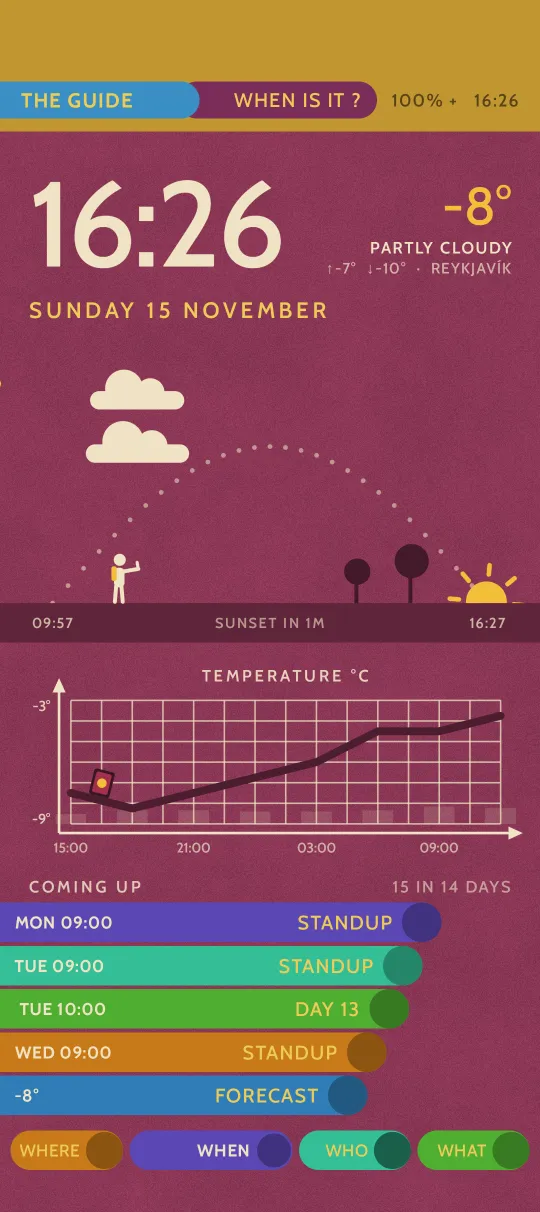 THE GUIDE
WHEN IS IT ?
100% + 16:26
16:26
-8°
PARTLY CLOUDY
↑-7° ↓-10° · REYKJAVÍK
SUNDAY 15 NOVEMBER
09:57
SUNSET IN 1M
16:27
TEMPERATURE °C
-3°
-9°
15:00 21:00 03:00 09:00
COMING UP
15 IN 14 DAYS
MON 09:00 STANDUP
TUE 09:00 STANDUP
TUE 10:00 DAY 13
WED 09:00 STANDUP
-8° FORECAST
WHERE WHEN WHO WHAT